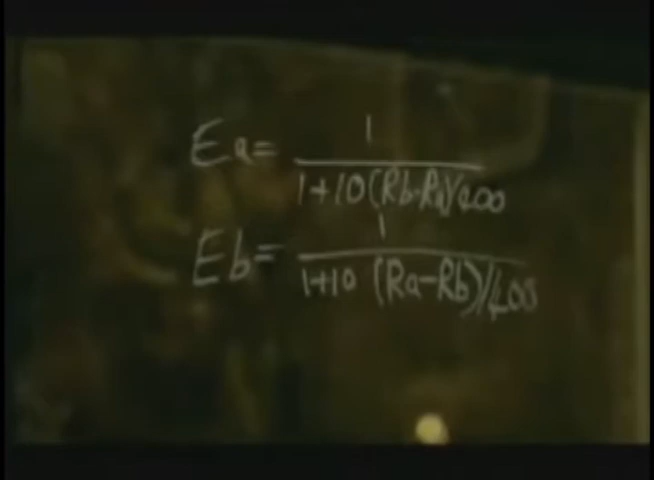 1
Ea=
1+10(Rb-Ra)/400
1
Eb=
1+10 (Ra-Rb)/400